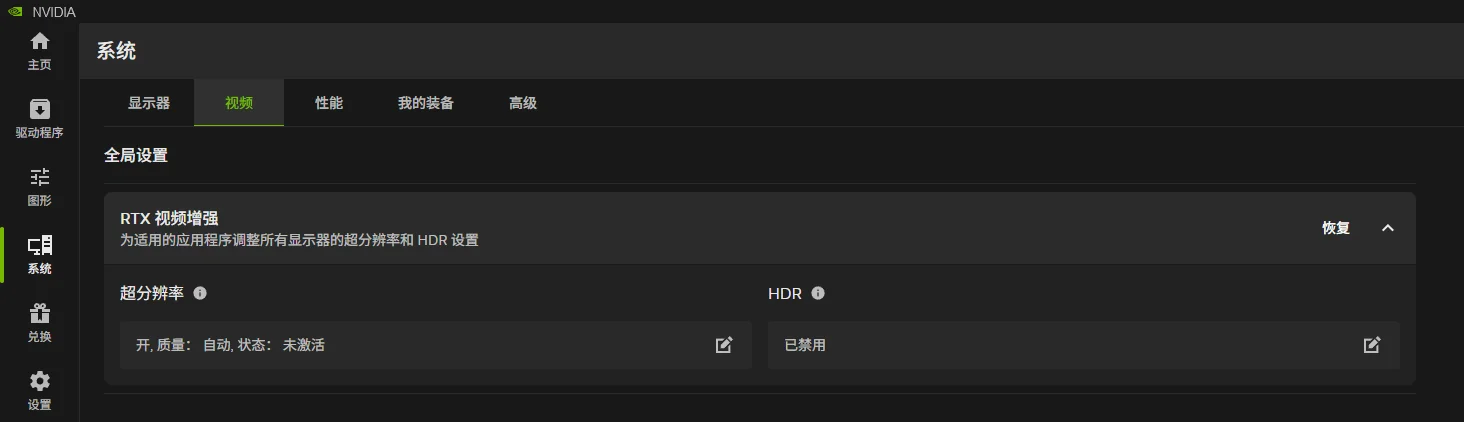 NVIDIA
主页
驱动程序
图形
系统
兑换
设置
系统
显示器 视频 性能 我的装备 高级
全局设置
RTX 视频增强
为适用的应用程序调整所有显示器的超分辨率和 HDR 设置
恢复
超分辨率
开, 质量： 自动, 状态： 未激活
HDR
已禁用